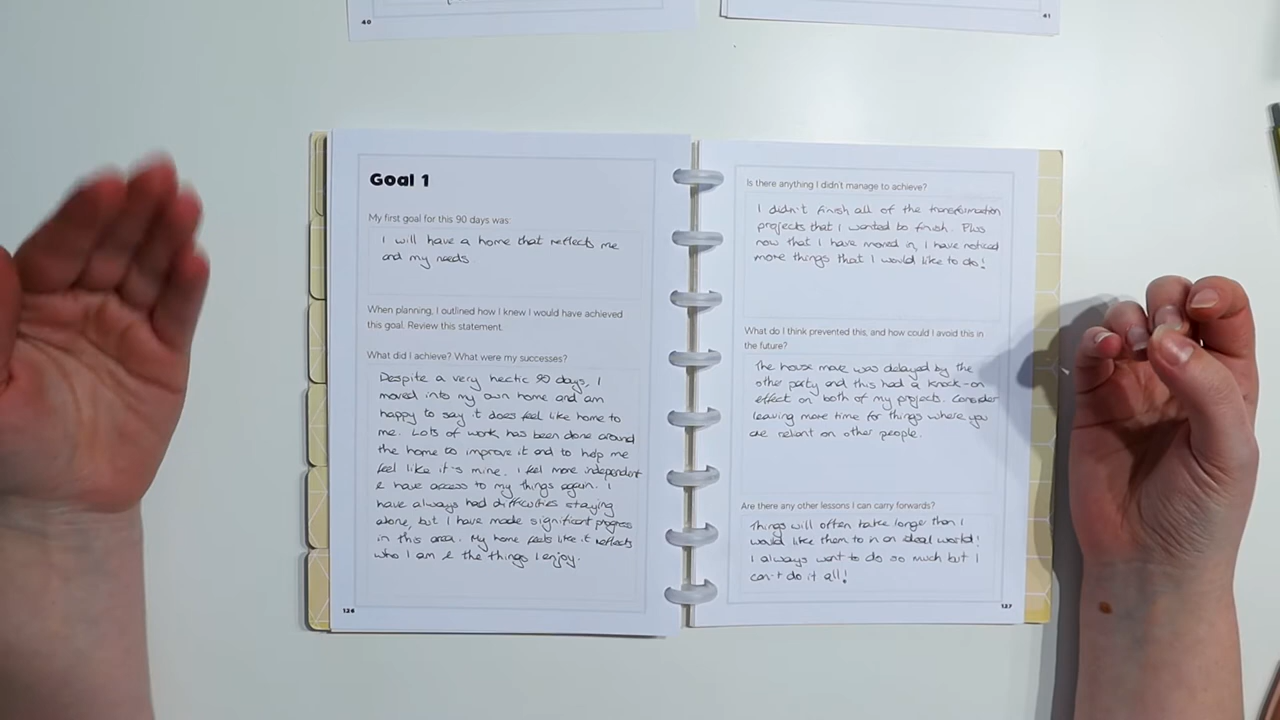 40
41
Goal 1
My first goal for this 90 days was:
I will have a home that reflects me
and my needs.
When planning, I outlined how I knew I would have achieved
this goal. Review this statement.
What did I achieve? What were my successes?
Despite a very hectic 90 days, I
moved into my own home and am
happy to say it does feel like home to
me. Lots of work has been done around
the home to improve it and to help me
feel like it's mine. I feel more independent
& have access to my things again. I
have always had difficulties staying
alone, but I have made significant progress
in this area. My home feels like it reflects
who I am & the things I enjoy.
126
Is there anything I didn't manage to achieve?
I didn't finish all of the transformation
projects that I wanted to finish. Plus
now that I have moved in, I have noticed
more things that I would like to do!
What do I think prevented this, and how could I avoid this in
the future?
The house move was delayed by the
other party and this had a knock-on
effect on both of my projects. Consider
leaving more time for things where you
are reliant on other people.
Are there any other lessons I can carry forwards?
Things will often take longer than I
would like them to in an ideal world!
I always want to do so much but I
can't do it all!
127